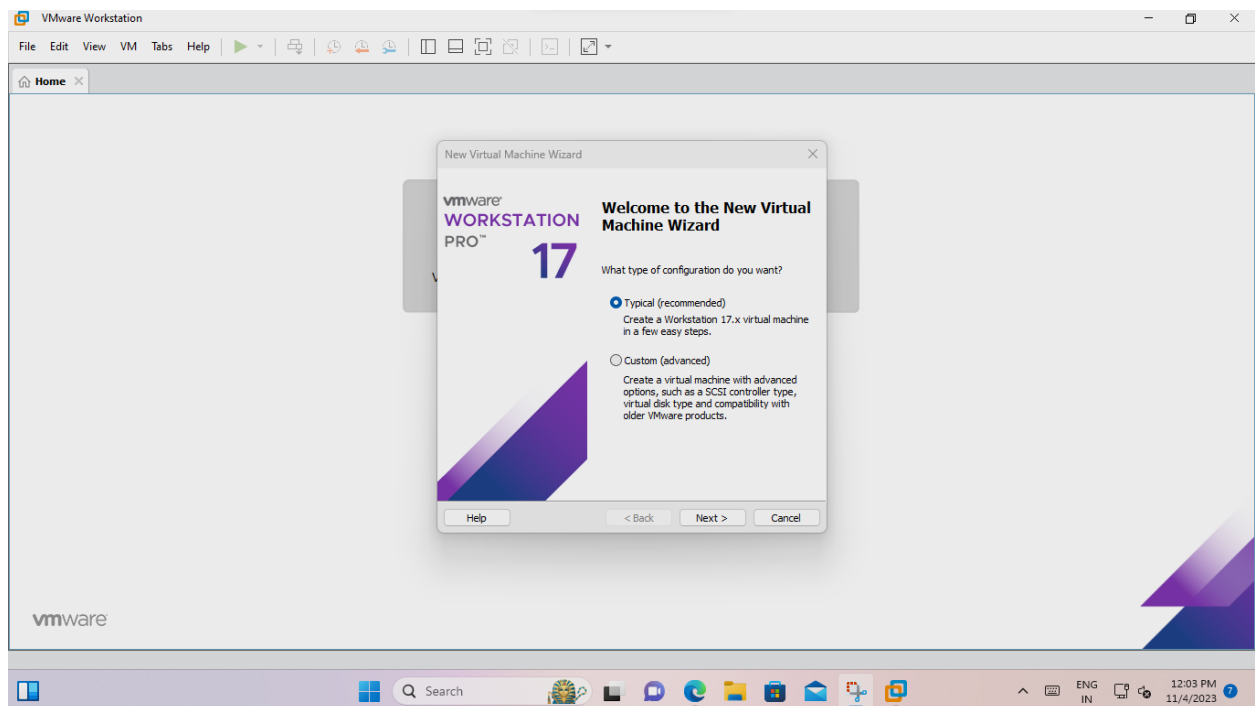 VMware Workstation
File Edit View VM Tabs Help
Home
New Virtual Machine Wizard
vmware®
WORKSTATION
PRO™
17
Welcome to the New Virtual
Machine Wizard
What type of configuration do you want?
Typical (recommended)
Create a Workstation 17.x virtual machine
in a few easy steps.
Custom (advanced)
Create a virtual machine with advanced
options, such as a SCSI controller type,
virtual disk type and compatibility with
older VMware products.
Help < Back Next > Cancel
vmware
Search
ENG
IN
12:03 PM
11/4/2023
7